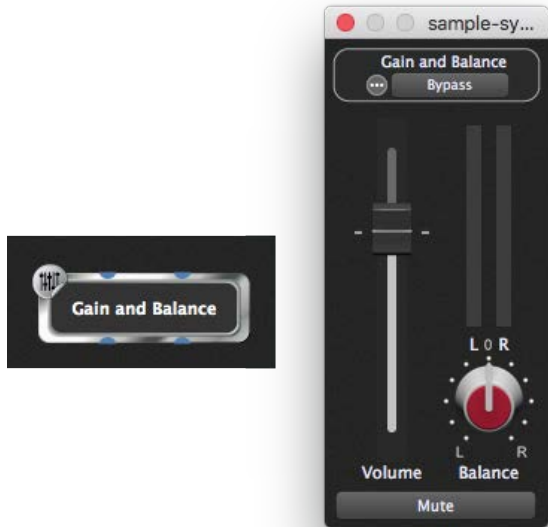 Gain and Balance
sample-sy...
Gain and Balance
Bypass
L 0 R
L R
Volume Balance
Mute